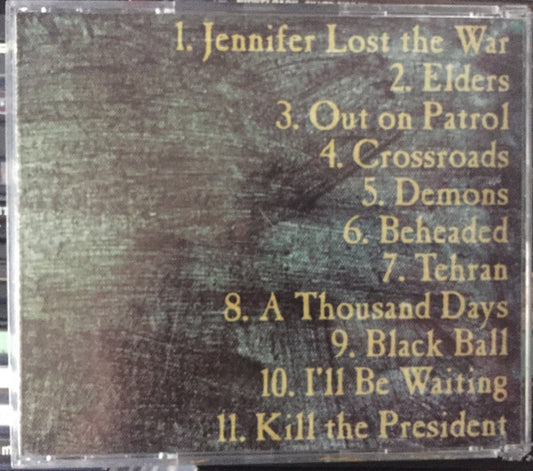 1. Jennifer Lost the War
2. Elders
3. Out on Patrol
4. Crossroads
5. Demons
6. Beheaded
7. Tehran
8. A Thousand Days
9. Black Ball
10. I'll Be Waiting
11. Kill the President